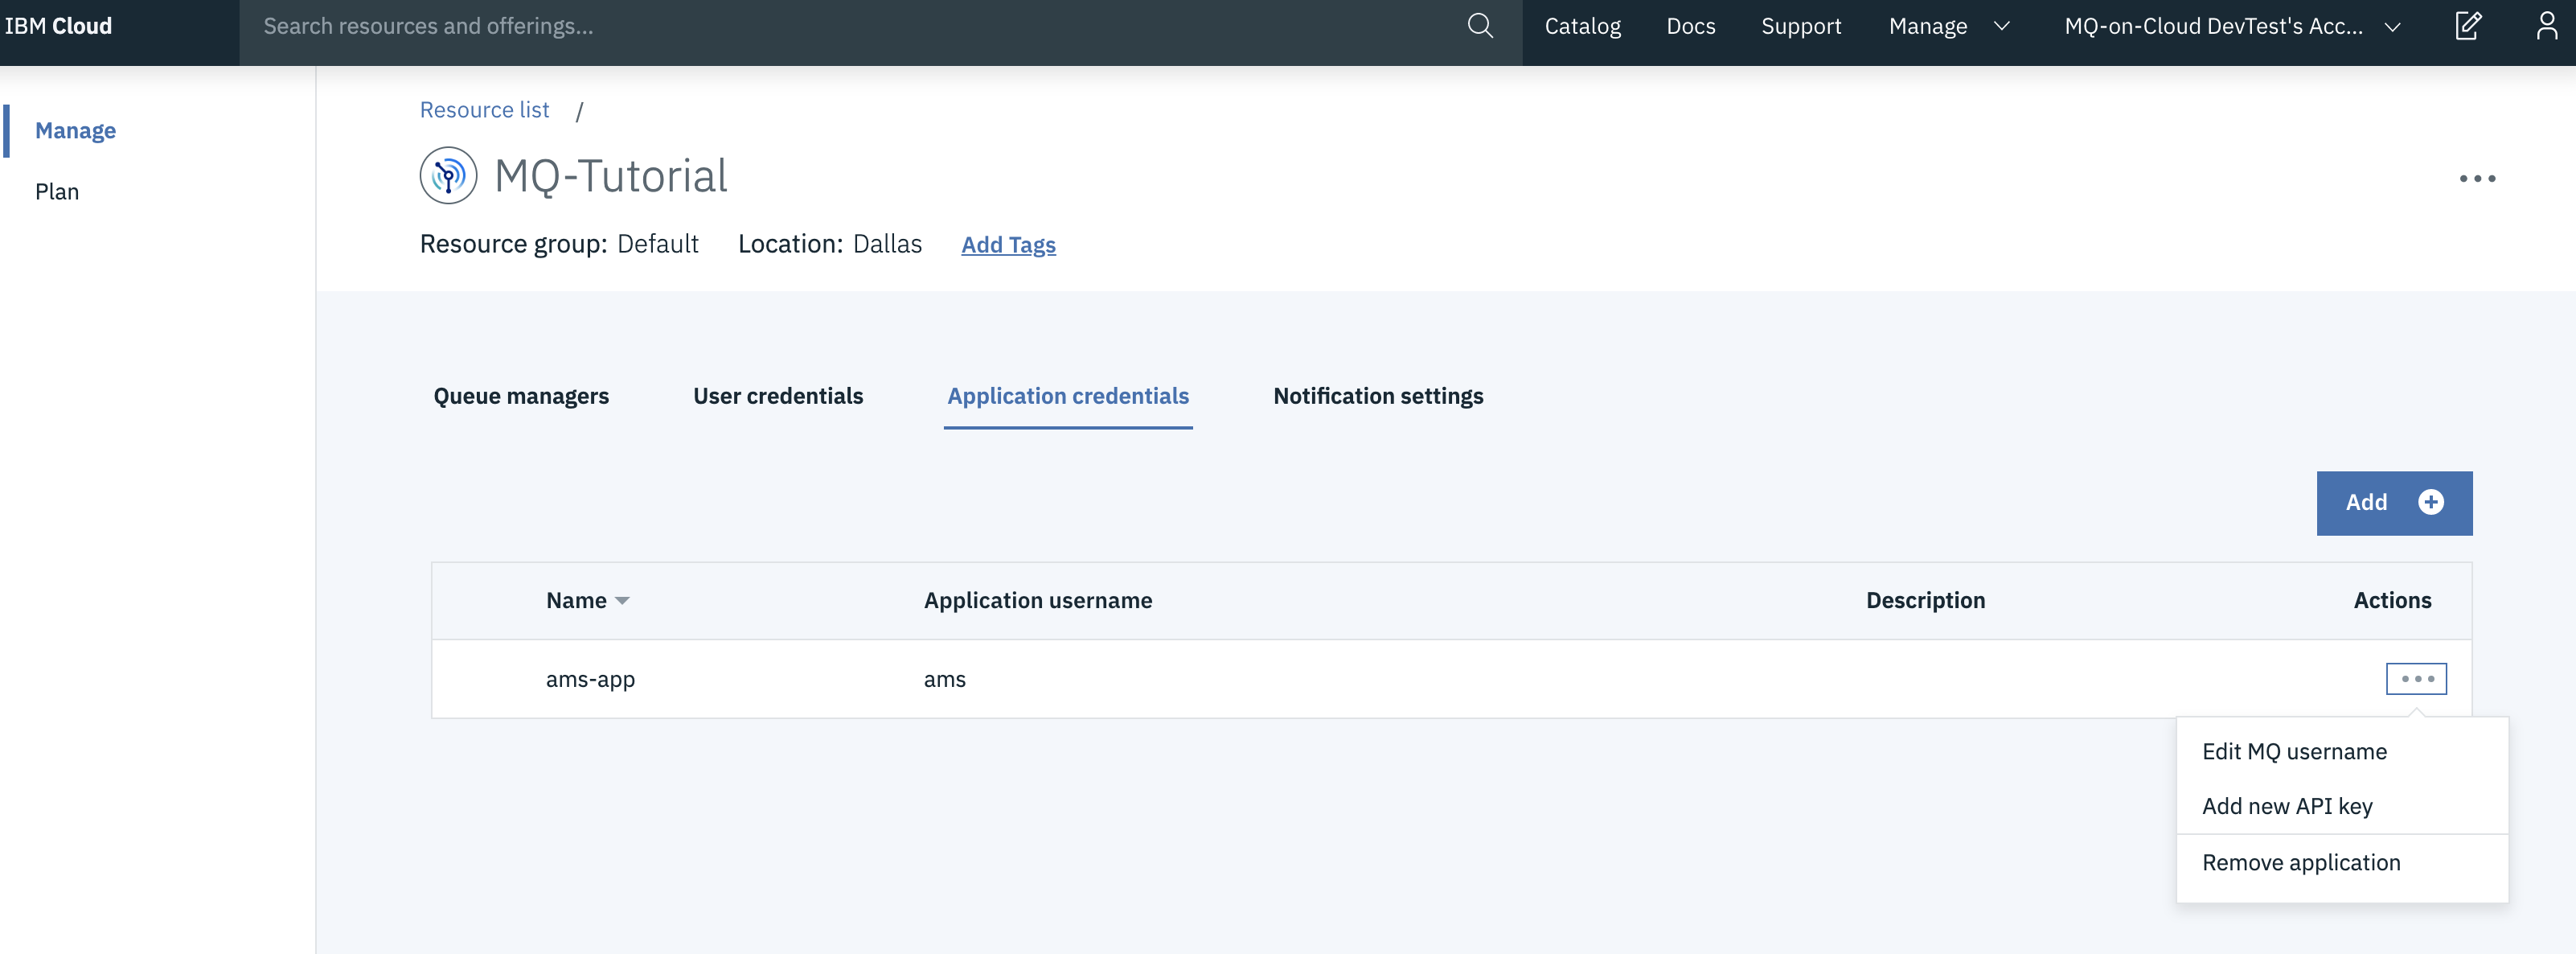 IBM Cloud Search resources and offerings... Catalog Docs Support Manage MQ-on-Cloud DevTest's Acc...
Manage
Plan
Resource list /
MQ-Tutorial
Resource group: Default Location: Dallas Add Tags
Queue managers User credentials Application credentials Notification settings
Add
Name Application username Description Actions
ams-app ams
Edit MQ username
Add new API key
Remove application